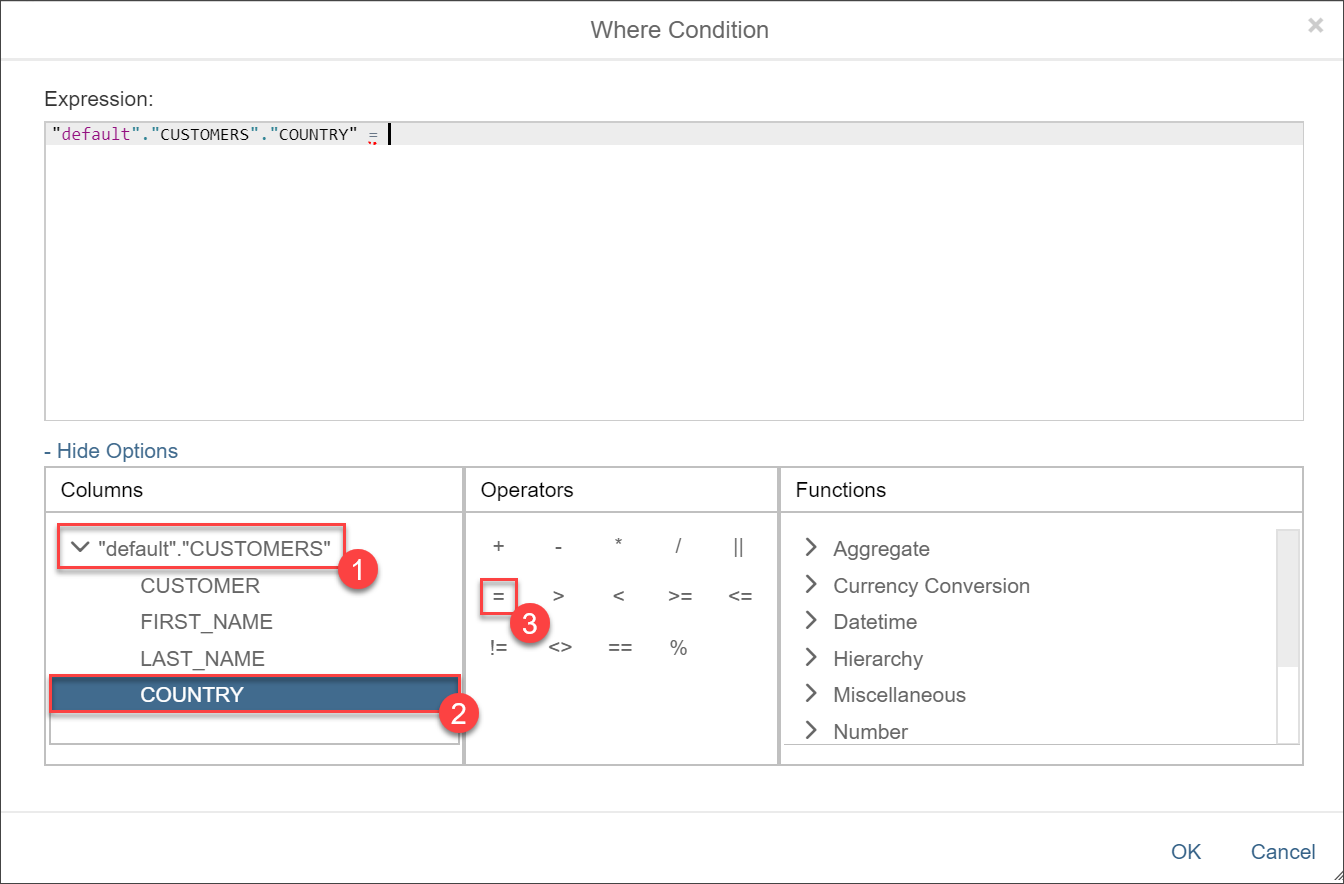 Where Condition ×
Expression:
"default"."CUSTOMERS"."COUNTRY" =
- Hide Options
Columns Operators Functions
"default"."CUSTOMERS" 1
CUSTOMER
FIRST_NAME
LAST_NAME
COUNTRY 2
+ - * / ||
= > < >= <=
3
!= <> == %
Aggregate
Currency Conversion
Datetime
Hierarchy
Miscellaneous
Number
OK Cancel